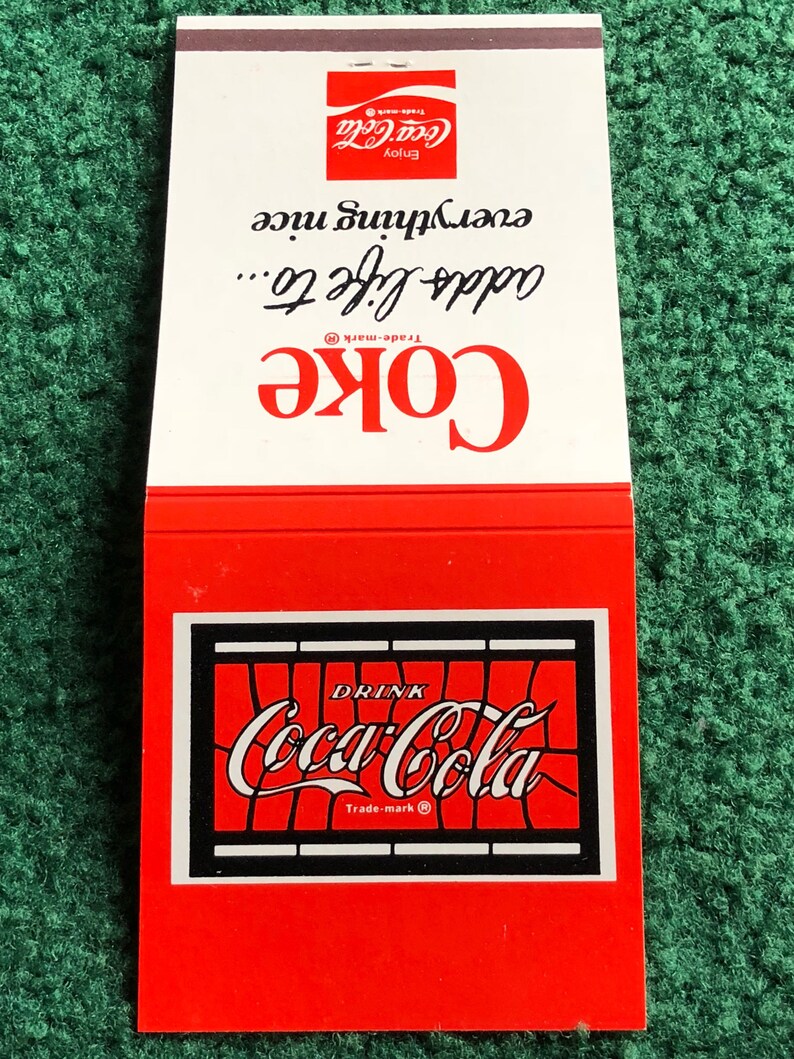 Coke
Trade-mark ®
adds life to...
everything nice
Enjoy
Coca-Cola
Trade-mark ®
DRINK
Coca-Cola
Trade-mark ®